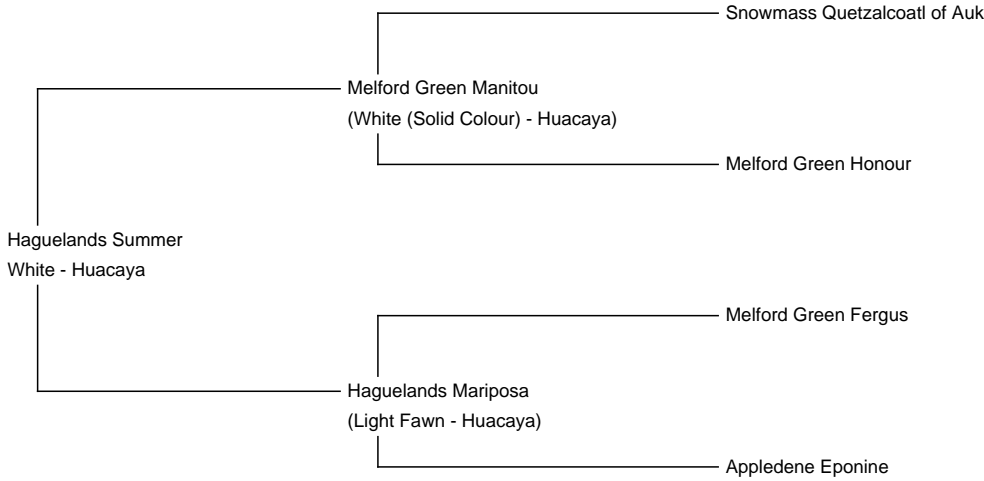 Snowmass Quetzalcoatl of Auk
Melford Green Manitou
(White (Solid Colour) - Huacaya)
Melford Green Honour
Haguelands Summer
White - Huacaya
Melford Green Fergus
Haguelands Mariposa
(Light Fawn - Huacaya)
Appledene Eponine